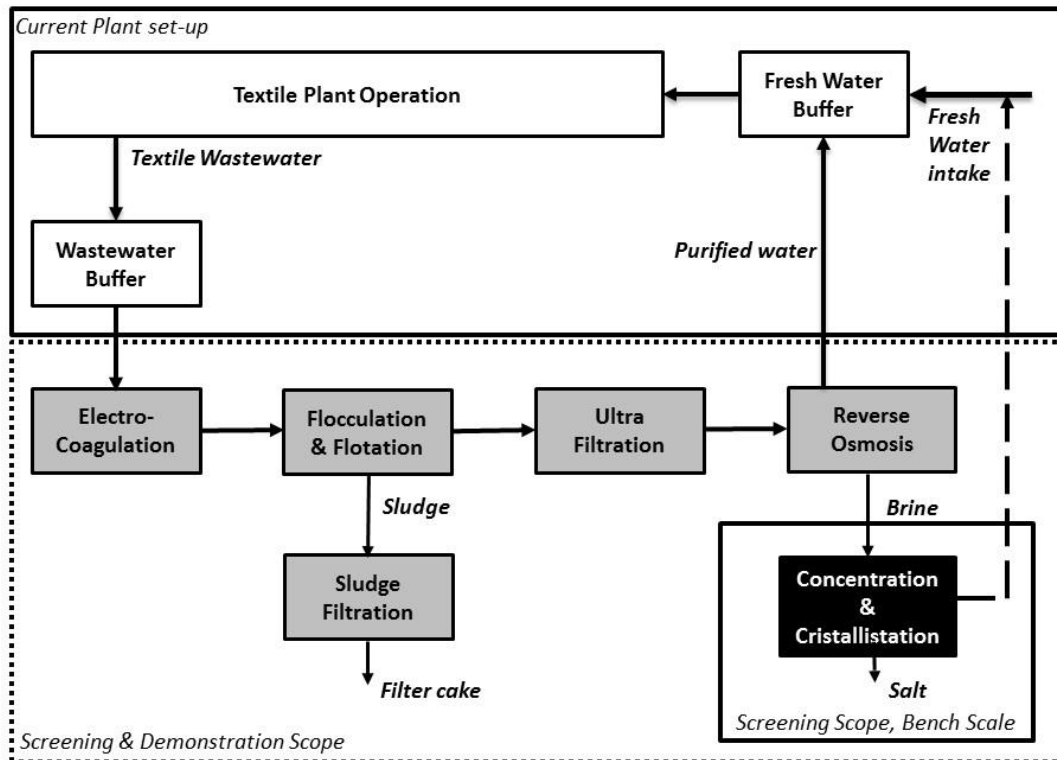 Current Plant set-up
Textile Plant Operation
Fresh Water
Buffer
Fresh
Water
intake
Textile Wastewater
Wastewater
Buffer
Purified water
Electro-
Coagulation
Flocculation
& Flotation
Ultra
Filtration
Reverse
Osmosis
Sludge
Brine
Sludge
Filtration
Concentration
&
Cristallistation
Filter cake
Salt
Screening Scope, Bench Scale
Screening & Demonstration Scope